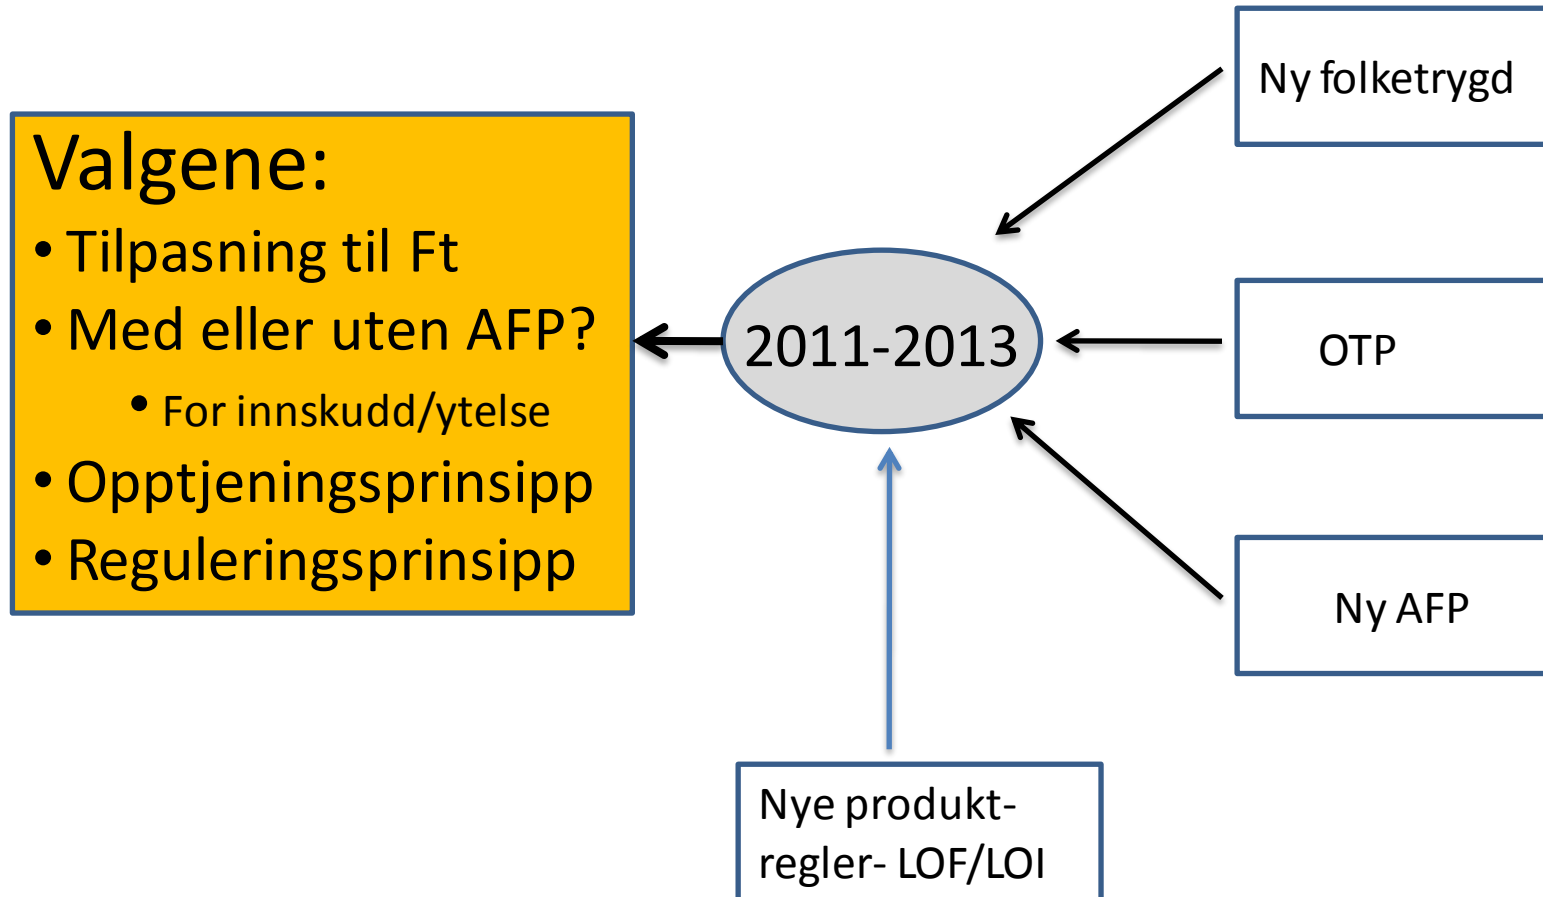 Valgene:
• Tilpasning til Ft
• Med eller uten AFP?
• For innskudd/ytelse
• Opptjeningsprinsipp
• Reguleringsprinsipp
2011-2013
Ny folketrygd
OTP
Ny AFP
Nye produkt-
regler- LOF/LOI